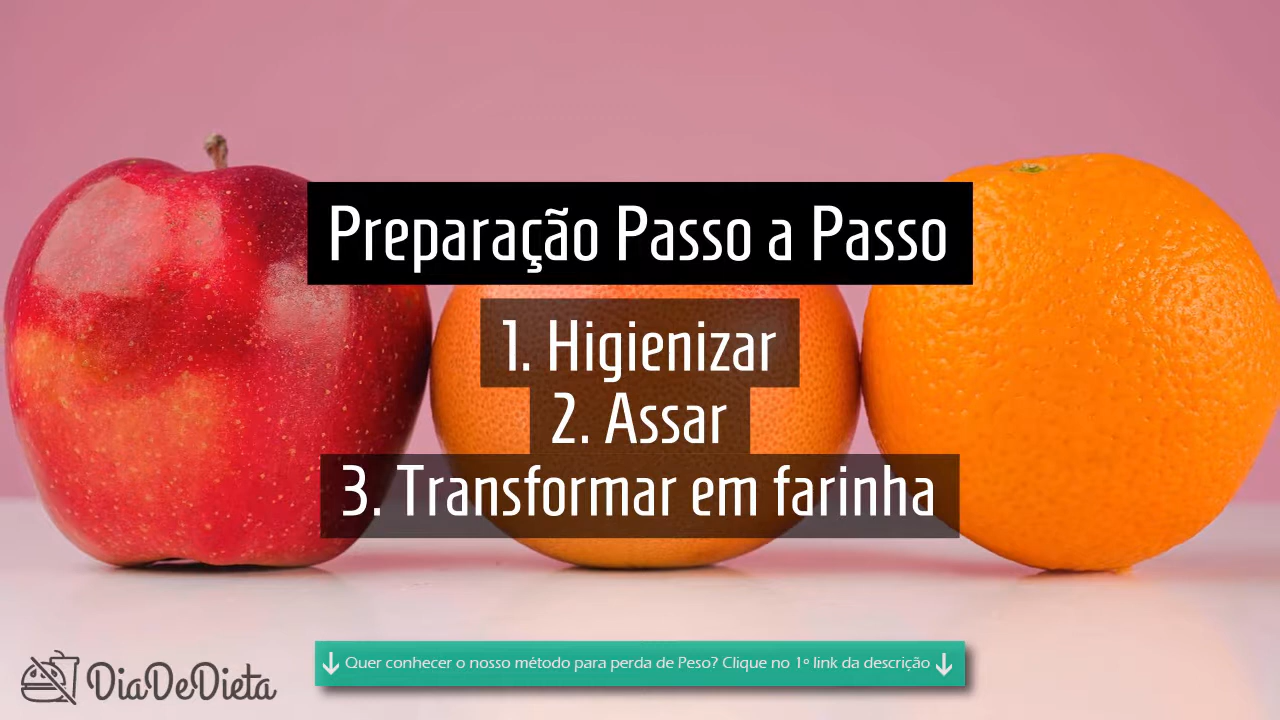 Preparação Passo a Passo
1. Higienizar
2. Assar
3. Transformar em farinha
↓ Quer conhecer o nosso método para perda de Peso? Clique no 1º link da descrição ↓
DiaDeDieta